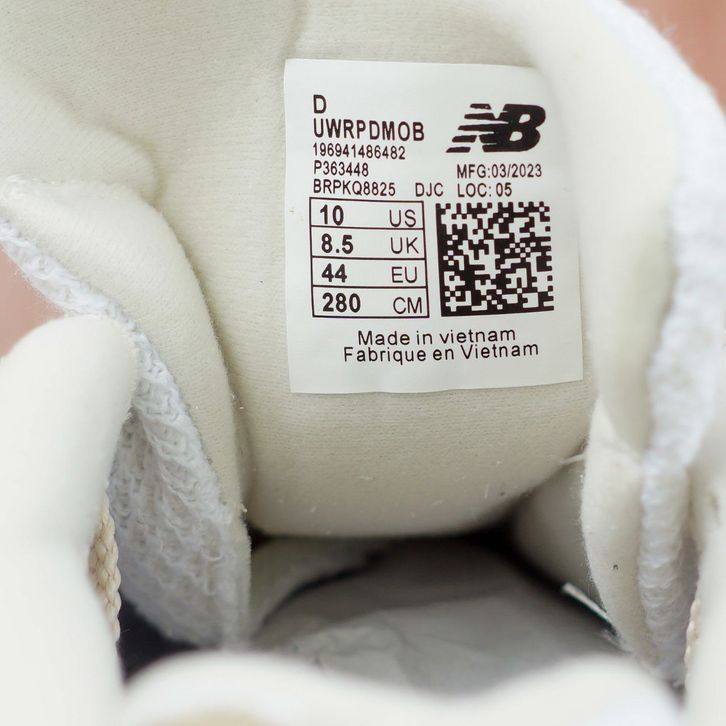 D
UWRPDMOB
196941486482
P363448
BRPKQ8825 DJC
NB
MFG:03/2023
LOC: 05
10 US
8.5 UK
44 EU
280 CM
Made in vietnam
Fabrique en Vietnam